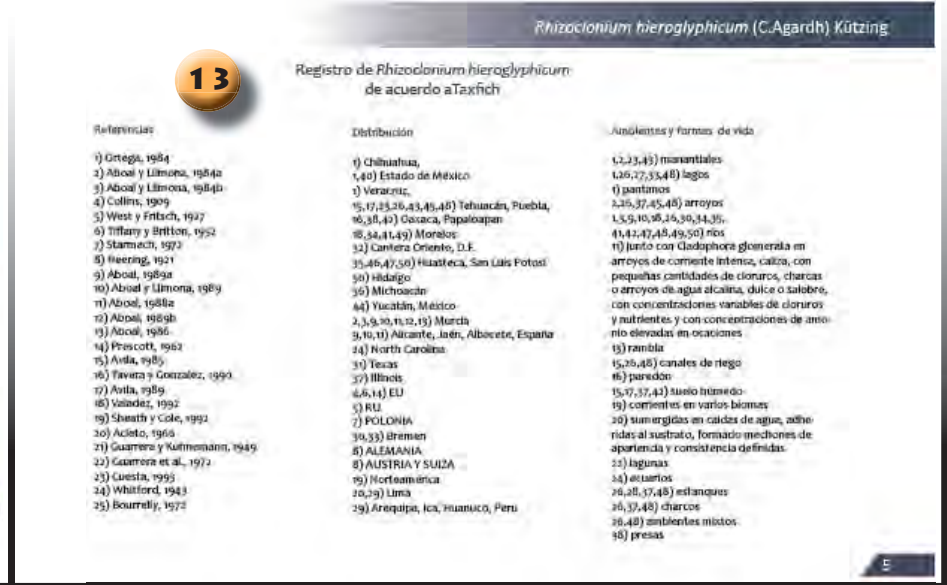 Rhizoclonium hieroglyphicum (C.Agardh) Kützing
13
Registro de Rhizoclonium hieroglyphicum
de acuerdo aTaxfich
Referencias
1) Ortega, 1984
2) Aboal y Llimona, 1984a
3) Aboal y Llimona, 1984b
4) Collins, 1909
5) West y Fritsch, 1927
6) Tiffany y Britton, 1952
7) Starmach, 1972
8) Heering, 1921
9) Aboal, 1989a
10) Aboal y Llimona, 1989
11) Aboal, 1988a
12) Aboal, 1989b
13) Aboal, 1986
14) Prescott, 1962
15) Avila, 1985
16) Tavera y Gonzalez, 1990
17) Avila, 1989
18) Valadez, 1992
19) Sheath y Cole, 1992
20) Acleto, 1966
21) Guarrera y Kuhnemann, 1949
22) Guarrera et al., 1972
23) Cuesta, 1993
24) Whitford, 1943
25) Bourrelly, 1972
Distribución
1) Chihuahua,
1,40) Estado de México
1) Veracruz,
15,17,23,26,43,45,48) Tehuacán, Puebla,
16,38,42) Oaxaca, Papaloapan
18,34,41,49) Morelos
32) Cantera Oriente, D.F.
35,46,47,50) Huasteca, San Luis Potosí
50) Hidalgo
36) Michoacán
44) Yucatán, México
2,3,9,10,11,12,13) Murcia
9,10,11) Alicante, Jaén, Albacete, España
24) North Carolina
31) Texas
37) Illinois
4,6,14) EU
5) RU
7) POLONIA
30,33) Bremen
8) ALEMANIA
8) AUSTRIA Y SUIZA
19) Norteamérica
20,29) Lima
29) Arequipa, Ica, Huanuco, Perú
Ambientes y formas de vida
1,2,23,43) manantiales
1,26,27,33,48) lagos
1) pantanos
2,26,37,45,48) arroyos
1,3,9,10,16,26,30,34,35,
41,42,47,48,49,50) ríos
11) Junto con Cladophora glomerata en
arroyos de corriente intensa, caliza, con
pequeñas cantidades de cloruros, charcas
o arroyos de agua alcalina, dulce o salobre,
con concentraciones variables de cloruros
y nutrientes y con concentraciones de amo-
nio elevadas en ocaciones
13) rambla
15,26,48) canales de riego
16) paredón
15,17,37,42) suelo húmedo
19) corrientes en varios biomas
20) sumergidas en caídas de agua, adhe-
ridas al sustrato, formado mechones de
apariencia y consistencia definidas
22) lagunas
24) acuarios
26,28,37,48) estanques
26,37,48) charcos
26,48) ambientes mixtos
38) presas
5